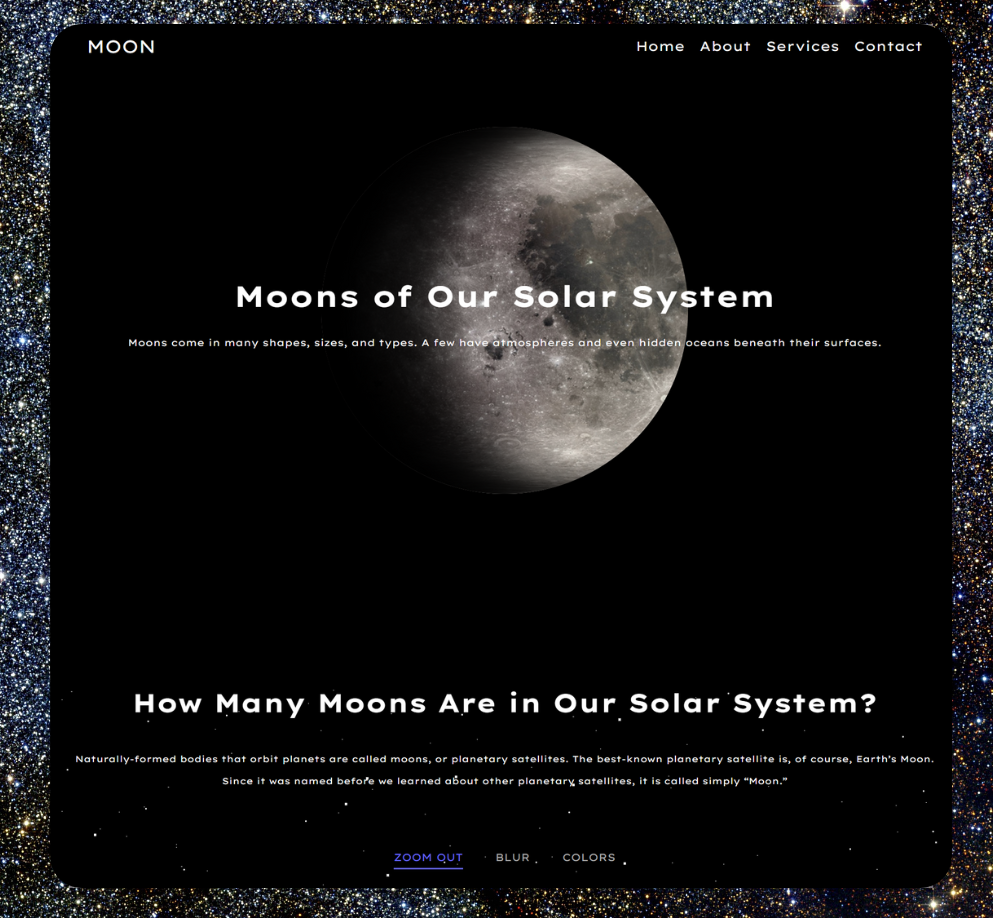 MOON
Home About Services Contact
Moons of Our Solar System
Moons come in many shapes, sizes, and types. A few have atmospheres and even hidden oceans beneath their surfaces.
How Many Moons Are in Our Solar System?
Naturally-formed bodies that orbit planets are called moons, or planetary satellites. The best-known planetary satellite is, of course, Earth's Moon.
Since it was named before we learned about other planetary satellites, it is called simply “Moon.”
ZOOM OUT BLUR COLORS